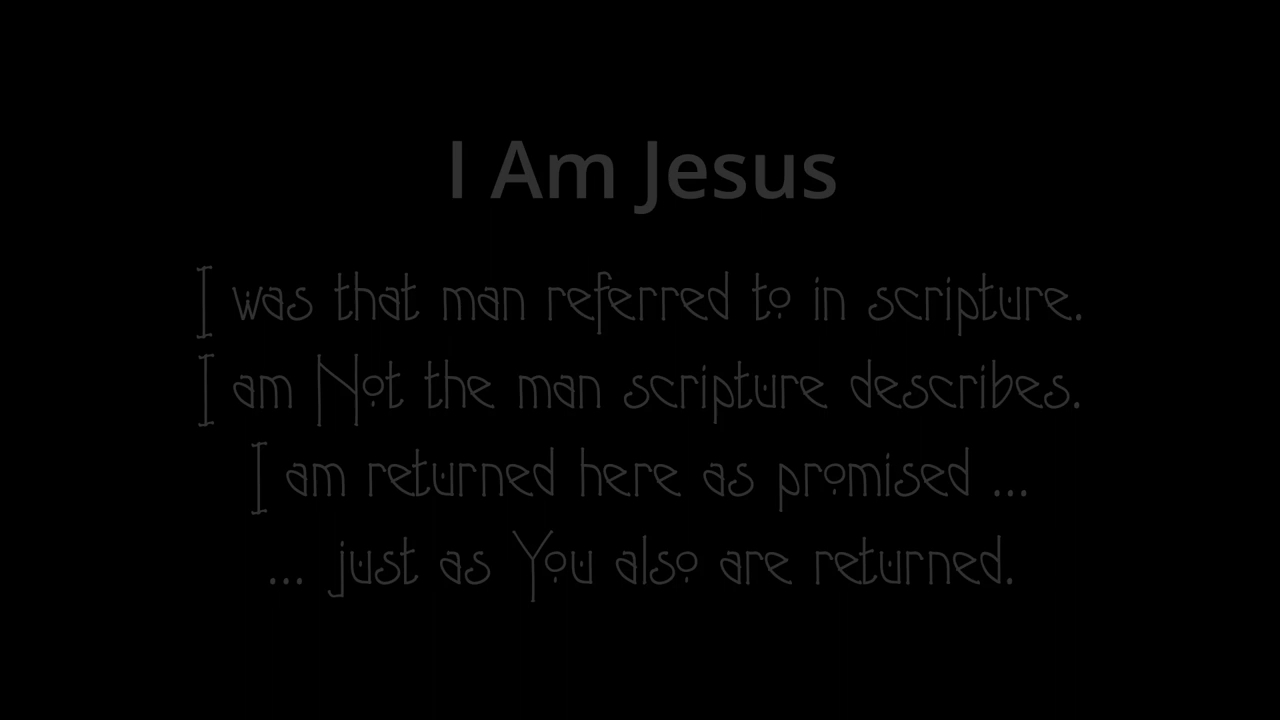 I Am Jesus
I was that man referred to in scripture.
I am Not the man scripture describes.
I am returned here as promised ...
... just as You also are returned.